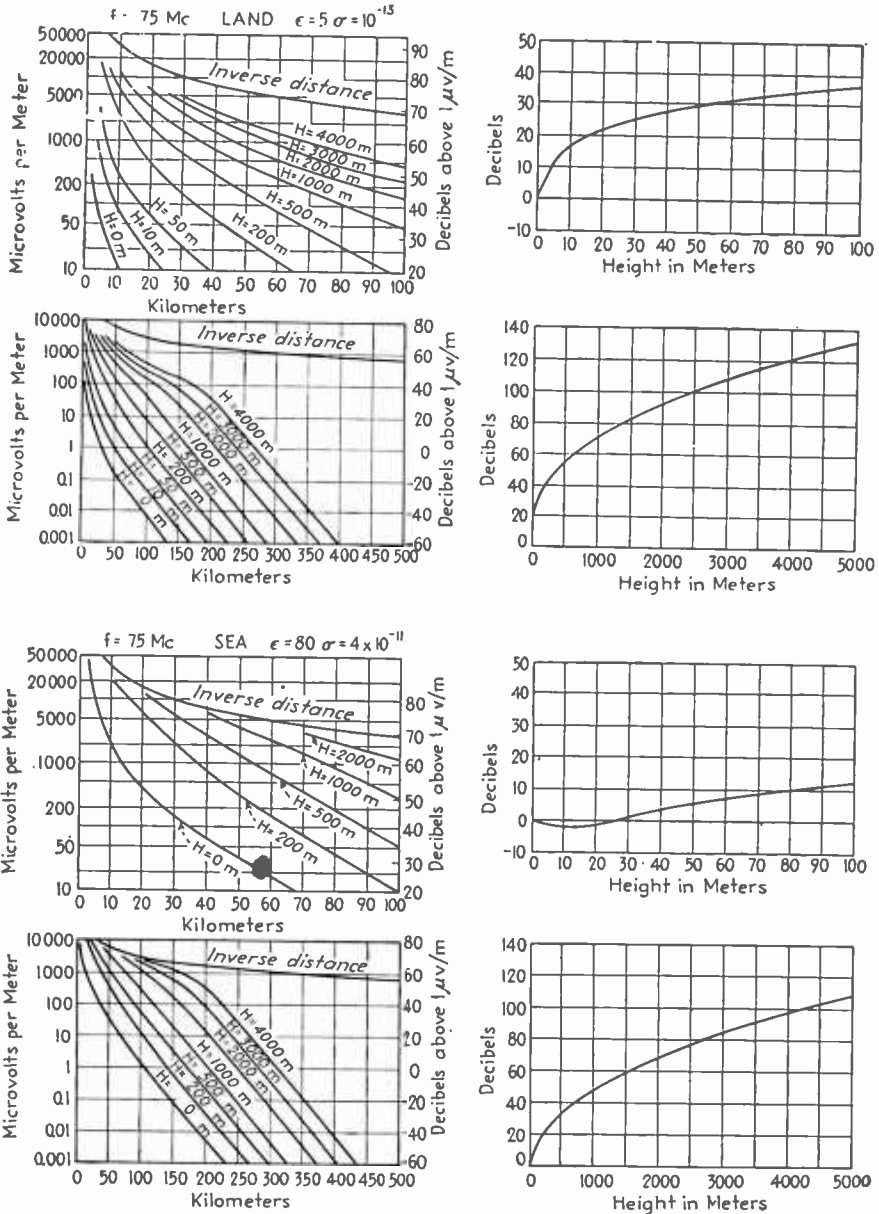 f - 75 Mc LAND ϵ=5 σ=10⁻¹³
Microvolts per Meter
50000
20000
5000
1000
200
50
10
Inverse distance
H=4000 m
H=3000 m
H=2000 m
H=1000 m
H=500 m
H=200 m
H=50 m
H=10 m
H=0 m
90
80
70
60
50
40
30
20
Decibels above 1 μv/m
0 10 20 30 40 50 60 70 80 90 100
Kilometers
Decibels
50
40
30
20
10
0
-10
0 10 20 30 40 50 60 70 80 90 100
Height in Meters
Microvolts per Meter
10000
1000
100
10
1
0.1
0.01
0.001
Inverse distance
H=4000 m
H=1000 m
H=500 m
H=200 m
0 m
80
60
40
20
0
-20
-40
-60
Decibels above 1 μv/m
0 50 100 150 200 250 300 350 400 450 500
Kilometers
Decibels
140
120
100
80
60
40
20
0
0 1000 2000 3000 4000 5000
Height in Meters
f= 75 Mc SEA ϵ=80 σ=4x10⁻¹¹
Microvolts per Meter
50000
20000
5000
1000
200
50
10
Inverse distance
H=2000 m
H=1000 m
H=500 m
H=200 m
H=0 m
80
70
60
50
40
30
20
Decibels above 1 μ v/m
0 10 20 30 40 50 60 70 80 90 100
Kilometers
Decibels
50
40
30
20
10
0
-10
0 10 20 30 40 50 60 70 80 90 100
Height in Meters
Microvolts per Meter
10000
1000
100
10
1
0.1
0.01
0.001
Inverse distance
H=4000 m
H=3000 m
H=2000 m
H=1000 m
H=500 m
H=200 m
H= 0 m
80
60
40
20
0
-20
-40
-60
Decibels above 1 μ v/m
0 50 100 150 200 250 300 350 400 450 500
Kilometers
Decibels
140
120
100
80
60
40
20
0
0 1000 2000 3000 4000 5000
Height in Meters